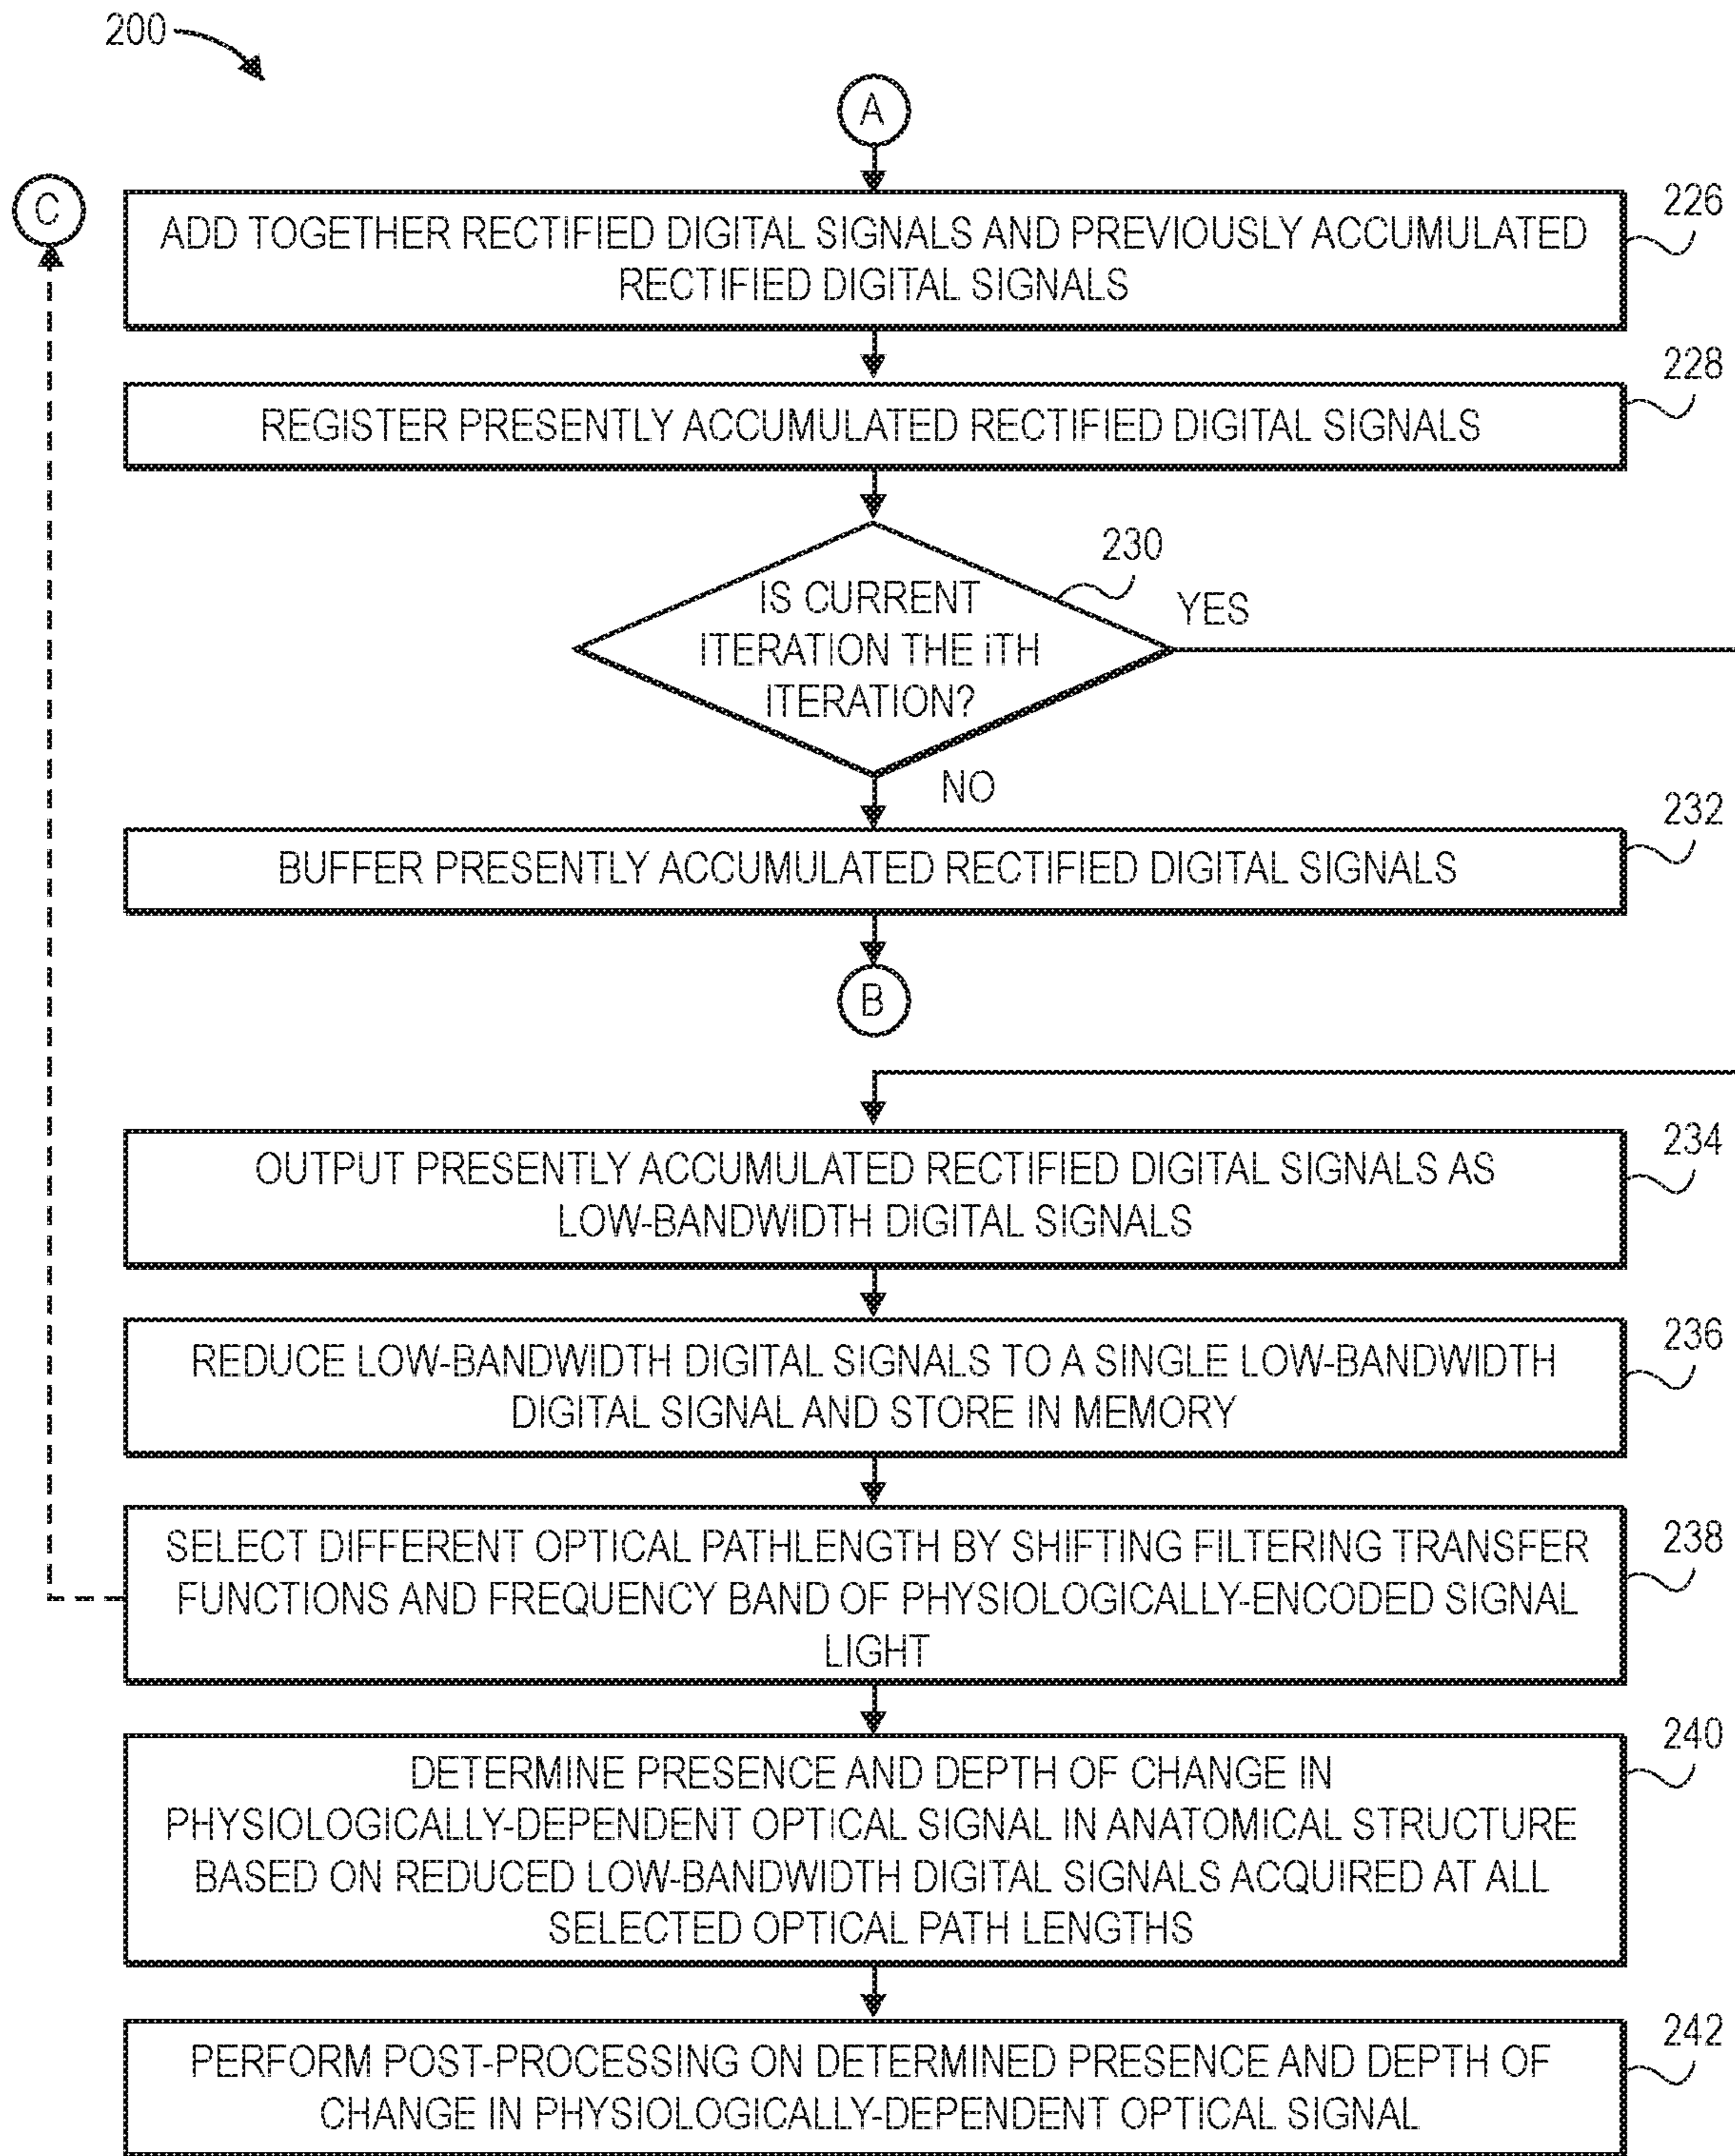 200
A
C
226
ADD TOGETHER RECTIFIED DIGITAL SIGNALS AND PREVIOUSLY ACCUMULATED
RECTIFIED DIGITAL SIGNALS
228
REGISTER PRESENTLY ACCUMULATED RECTIFIED DIGITAL SIGNALS
230
IS CURRENT
ITERATION THE iTH
ITERATION?
YES
NO
232
BUFFER PRESENTLY ACCUMULATED RECTIFIED DIGITAL SIGNALS
B
234
OUTPUT PRESENTLY ACCUMULATED RECTIFIED DIGITAL SIGNALS AS
LOW-BANDWIDTH DIGITAL SIGNALS
236
REDUCE LOW-BANDWIDTH DIGITAL SIGNALS TO A SINGLE LOW-BANDWIDTH
DIGITAL SIGNAL AND STORE IN MEMORY
238
SELECT DIFFERENT OPTICAL PATHLENGTH BY SHIFTING FILTERING TRANSFER
FUNCTIONS AND FREQUENCY BAND OF PHYSIOLOGICALLY-ENCODED SIGNAL
LIGHT
240
DETERMINE PRESENCE AND DEPTH OF CHANGE IN
PHYSIOLOGICALLY-DEPENDENT OPTICAL SIGNAL IN ANATOMICAL STRUCTURE
BASED ON REDUCED LOW-BANDWIDTH DIGITAL SIGNALS ACQUIRED AT ALL
SELECTED OPTICAL PATH LENGTHS
242
PERFORM POST-PROCESSING ON DETERMINED PRESENCE AND DEPTH OF
CHANGE IN PHYSIOLOGICALLY-DEPENDENT OPTICAL SIGNAL